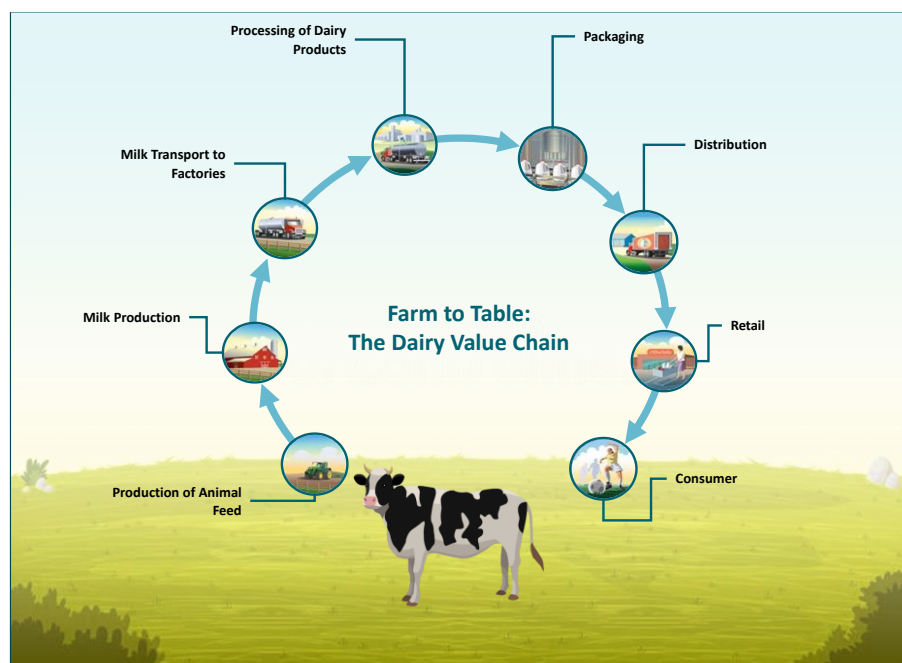 Processing of Dairy
Products
Packaging
Milk Transport to
Factories
Distribution
Farm to Table:
The Dairy Value Chain
Milk Production
Retail
Production of Animal
Feed
Consumer